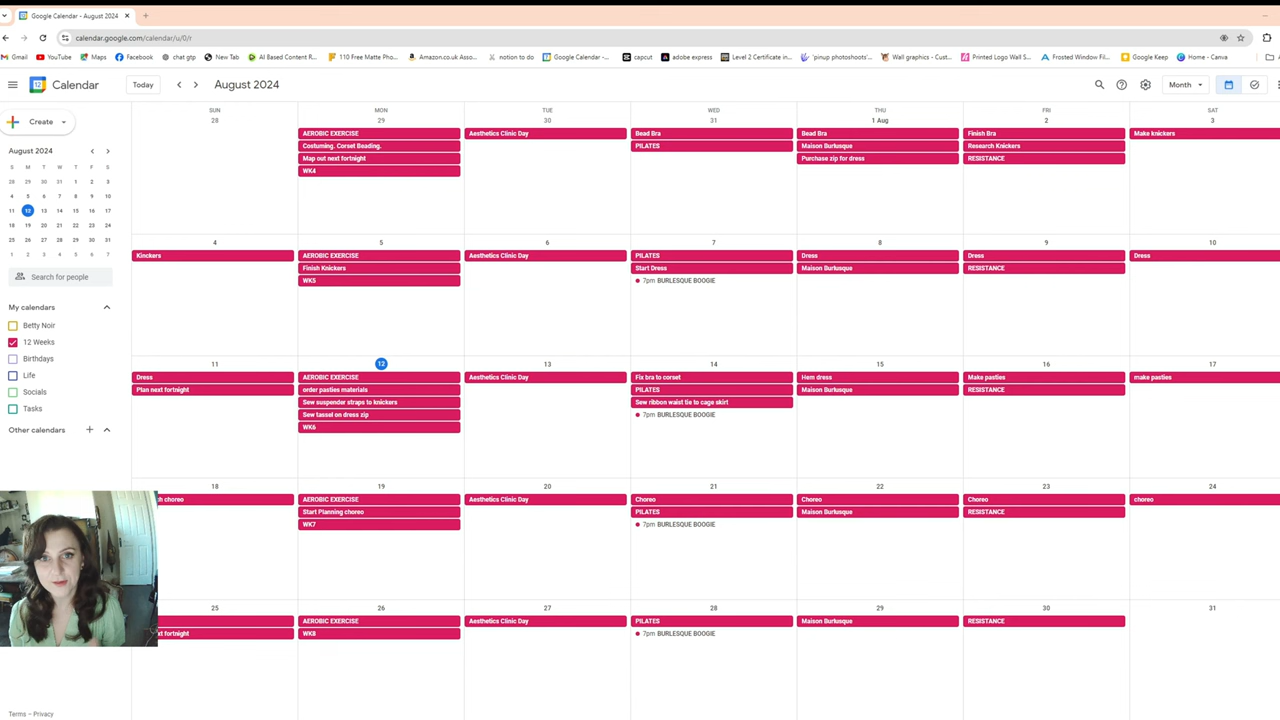 Google Calendar - August 2024
calendar.google.com/calendar/u/0/r
Gmail YouTube Maps Facebook chat gtp New Tab AI Based Content R... 110 Free Matte Pho... Amazon.co.uk Asso... notion to do Google Calendar -... capcut adobe express Level 2 Certificate in... 'pinup photoshoots'... Wall graphics - Cust... Printed Logo Wall S... Frosted Window Fil... Google Keep Home - Canva
Calendar Today August 2024 Month
Create
August 2024
S M T W T F S
28 29 30 31 1 2 3
4 5 6 7 8 9 10
11 12 13 14 15 16 17
18 19 20 21 22 23 24
25 26 27 28 29 30 31
1 2 3 4 5 6 7
Search for people
My calendars
Betty Noir
12 Weeks
Birthdays
Life
Socials
Tasks
Other calendars
Terms – Privacy
SUN MON TUE WED THU FRI SAT
28 29 30 31 1 Aug 2 3
AEROBIC EXERCISE Aesthetics Clinic Day Bead Bra Bead Bra Finish Bra Make knickers
Costuming. Corset Beading. PILATES Maison Burlusque Research Knickers
Map out next fortnight Purchase zip for dress RESISTANCE
WK4
4 5 6 7 8 9 10
Kinckers AEROBIC EXERCISE Aesthetics Clinic Day PILATES Dress Dress Dress
Finish Knickers Start Dress Maison Burlusque RESISTANCE
WK5 7pm BURLESQUE BOOGIE
11 12 13 14 15 16 17
Dress AEROBIC EXERCISE Aesthetics Clinic Day Fix bra to corset Hem dress Make pasties make pasties
Plan next fortnight order pasties materials PILATES Maison Burlusque RESISTANCE
Sew suspender straps to knickers Sew ribbon waist tie to cage skirt
Sew tassel on dress zip 7pm BURLESQUE BOOGIE
WK6
18 19 20 21 22 23 24
choreo AEROBIC EXERCISE Aesthetics Clinic Day Choreo Choreo Choreo choreo
Start Planning choreo PILATES Maison Burlusque RESISTANCE
WK7 7pm BURLESQUE BOOGIE
25 26 27 28 29 30 31
AEROBIC EXERCISE Aesthetics Clinic Day PILATES Maison Burlusque RESISTANCE
fortnight WK8 7pm BURLESQUE BOOGIE